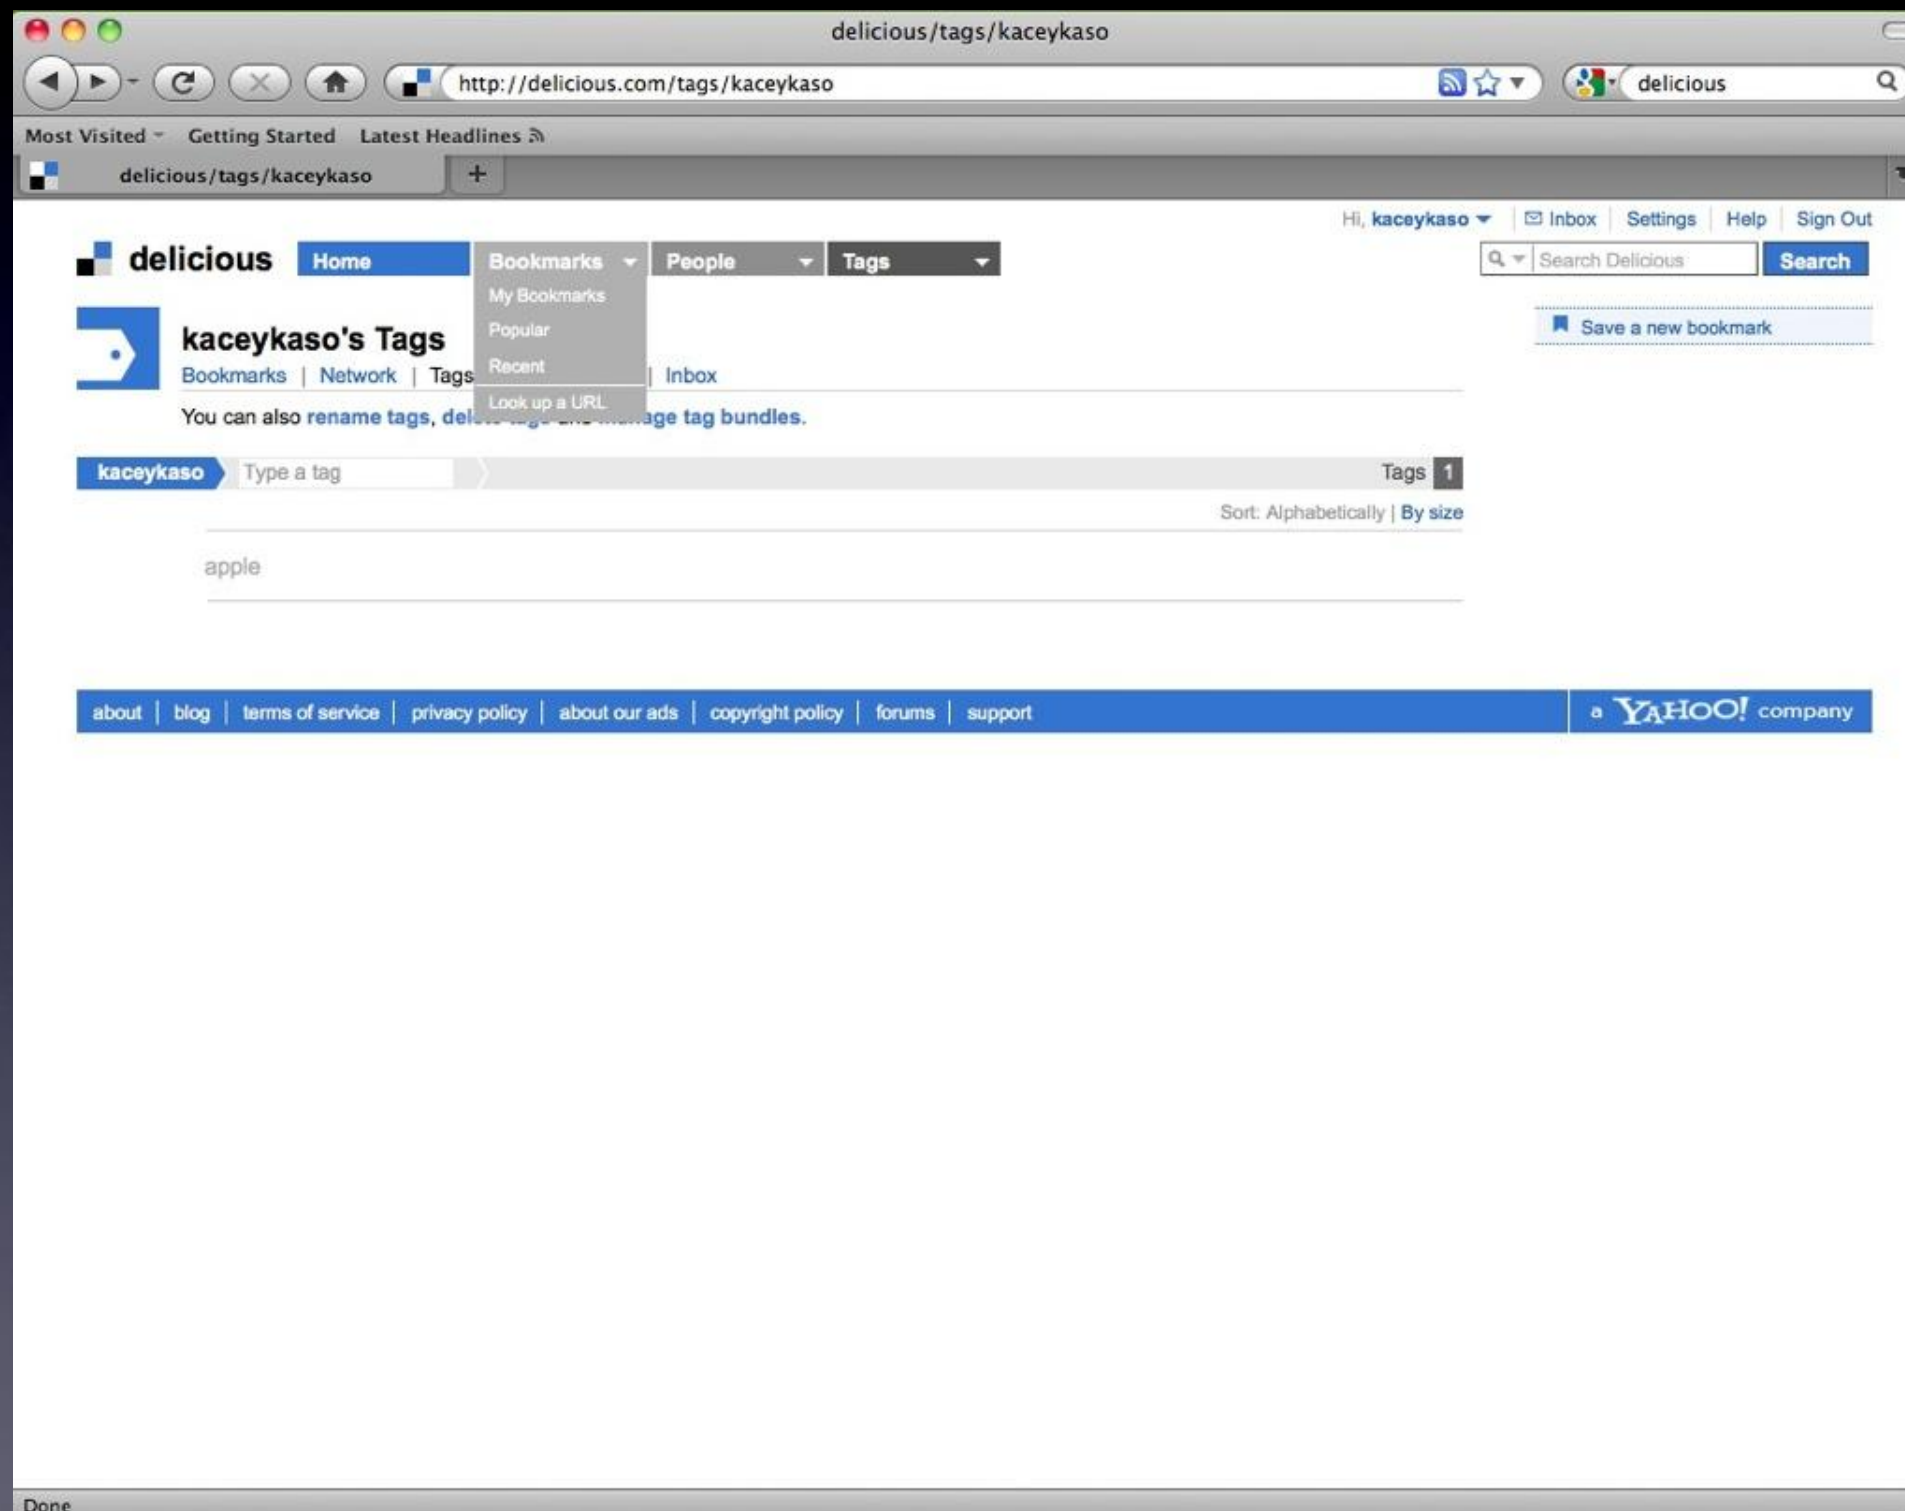 delicious/tags/kaceykaso
http://delicious.com/tags/kaceykaso
delicious
Most Visited Getting Started Latest Headlines
delicious/tags/kaceykaso +
Hi, kaceykaso Inbox Settings Help Sign Out
delicious Home Bookmarks People Tags Search Delicious Search
My Bookmarks
Popular
Recent
Look up a URL
kaceykaso's Tags
Save a new bookmark
Bookmarks | Network | Tags | Inbox
You can also rename tags, tag bundles.
kaceykaso Type a tag Tags 1
Sort: Alphabetically | By size
apple
about | blog | terms of service | privacy policy | about our ads | copyright policy | forums | support
a YAHOO! company
Done